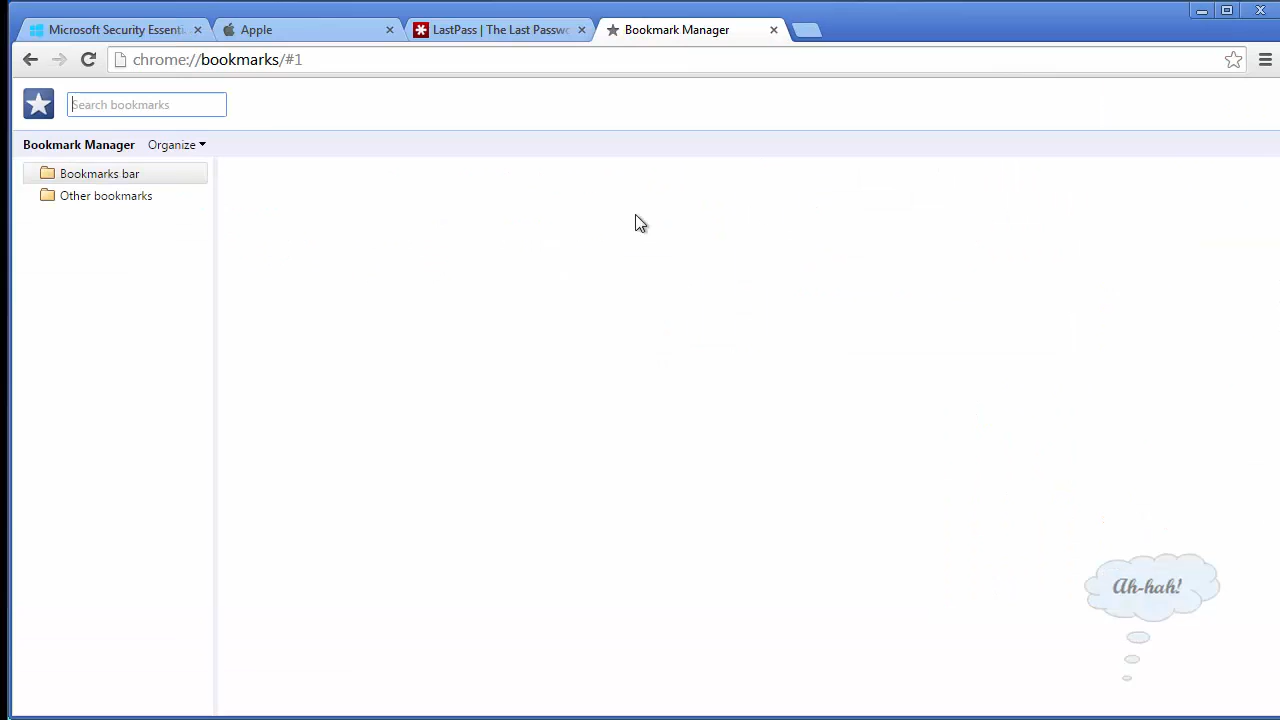 Microsoft Security Essent
Apple
LastPass | The Last Passw
Bookmark Manager
chrome://bookmarks/#1
Search bookmarks
Bookmark Manager Organize
Bookmarks bar
Other bookmarks
Ah-hah!